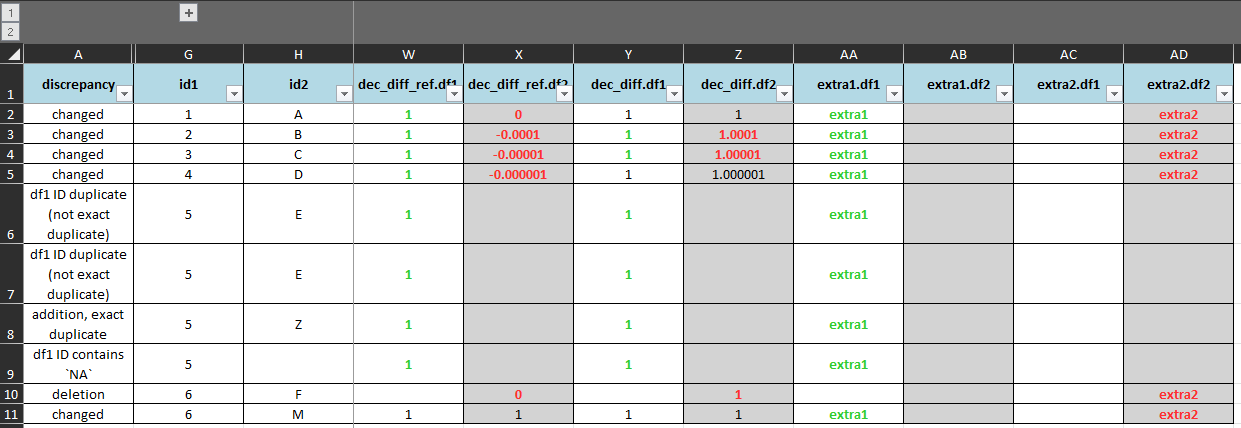 1
2
+
A G H W X Y Z AA AB AC AD
1 discrepancy id1 id2 dec_diff_ref.df1 dec_diff_ref.df2 dec_diff.df1 dec_diff.df2 extra1.df1 extra1.df2 extra2.df1 extra2.df2
2 changed 1 A 1 0 1 1 extra1 extra2
3 changed 2 B 1 -0.0001 1 1.0001 extra1 extra2
4 changed 3 C 1 -0.00001 1 1.00001 extra1 extra2
5 changed 4 D 1 -0.000001 1 1.000001 extra1 extra2
df1 ID duplicate
(not exact 5 E 1 1 extra1
6 duplicate)
df1 ID duplicate
(not exact 5 E 1 1 extra1
7 duplicate)
addition, exact
8 duplicate 5 Z 1 1 extra1
df1 ID contains
9 `NA` 5 1 1 extra1
10 deletion 6 F 0 1 extra2
11 changed 6 M 1 1 1 1 extra1 extra2